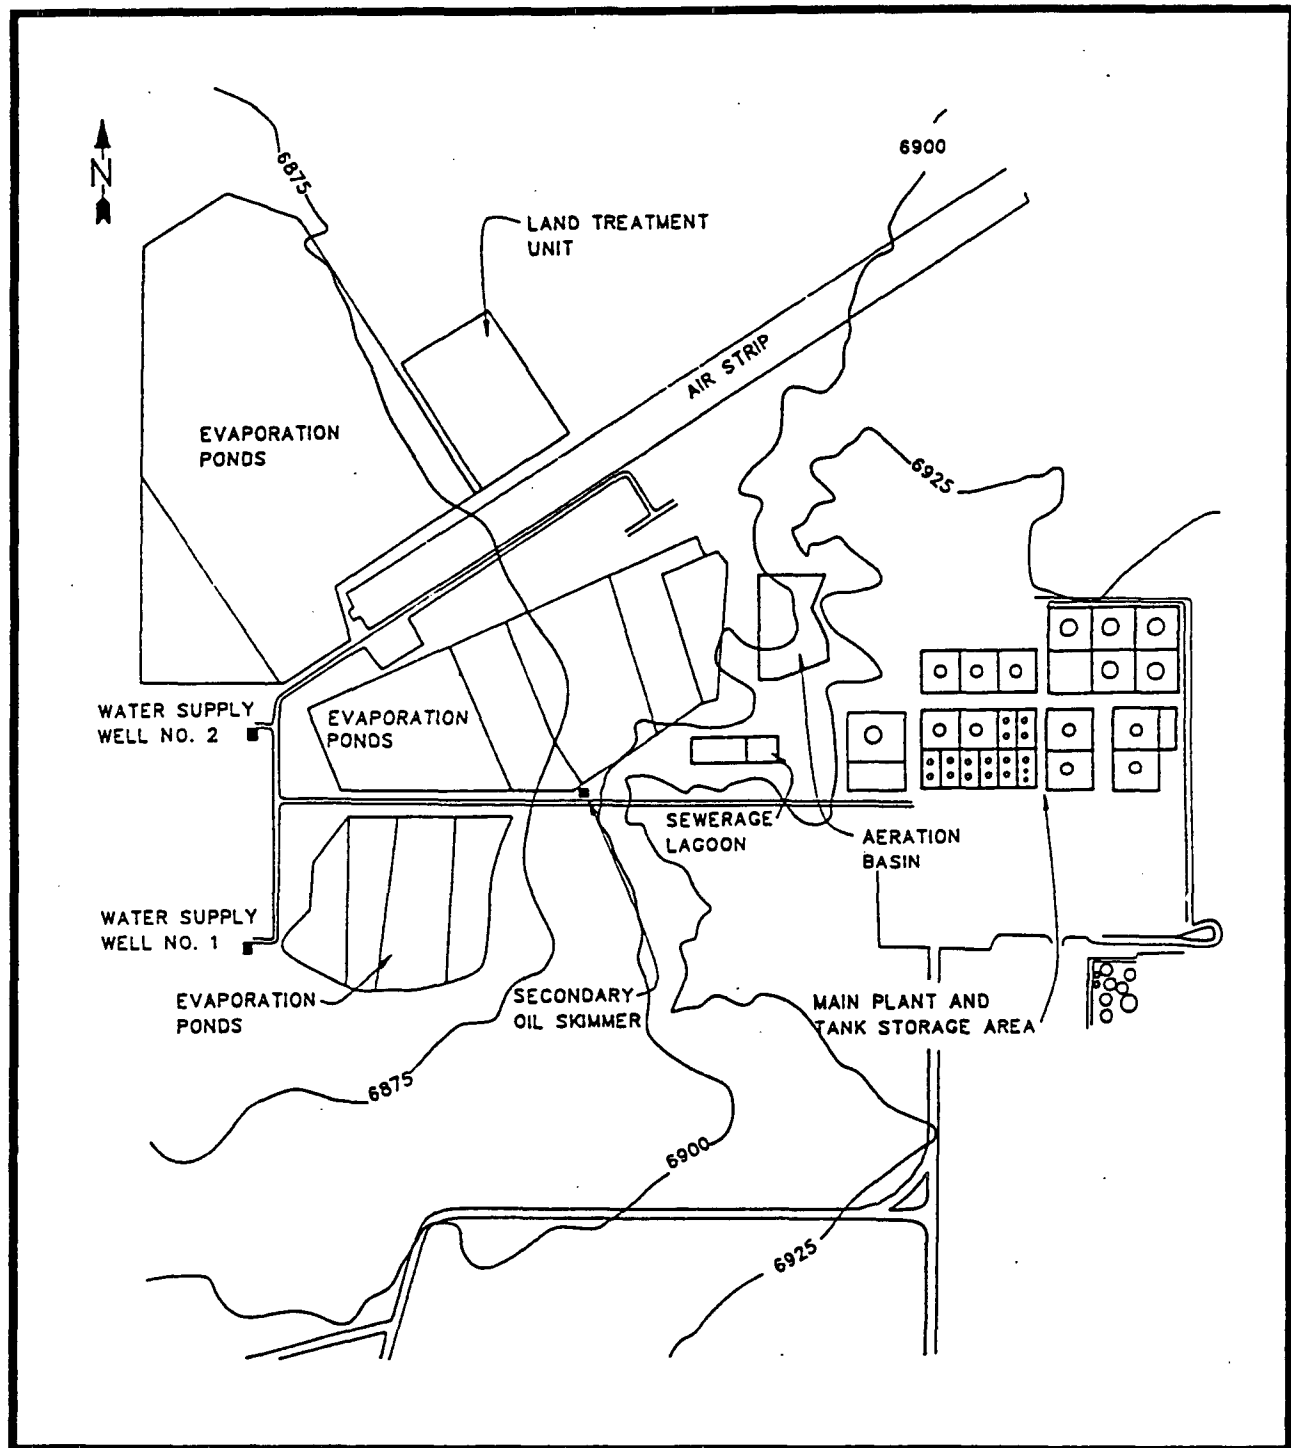 6900
N
6875
LAND TREATMENT
UNIT
AIR STRIP
EVAPORATION
PONDS
6925
WATER SUPPLY
WELL NO. 2
EVAPORATION
PONDS
SEWERAGE
LAGOON
AERATION
BASIN
WATER SUPPLY
WELL NO. 1
EVAPORATION
PONDS
SECONDARY
OIL SKIMMER
MAIN PLANT AND
TANK STORAGE AREA
6875
6900
6925